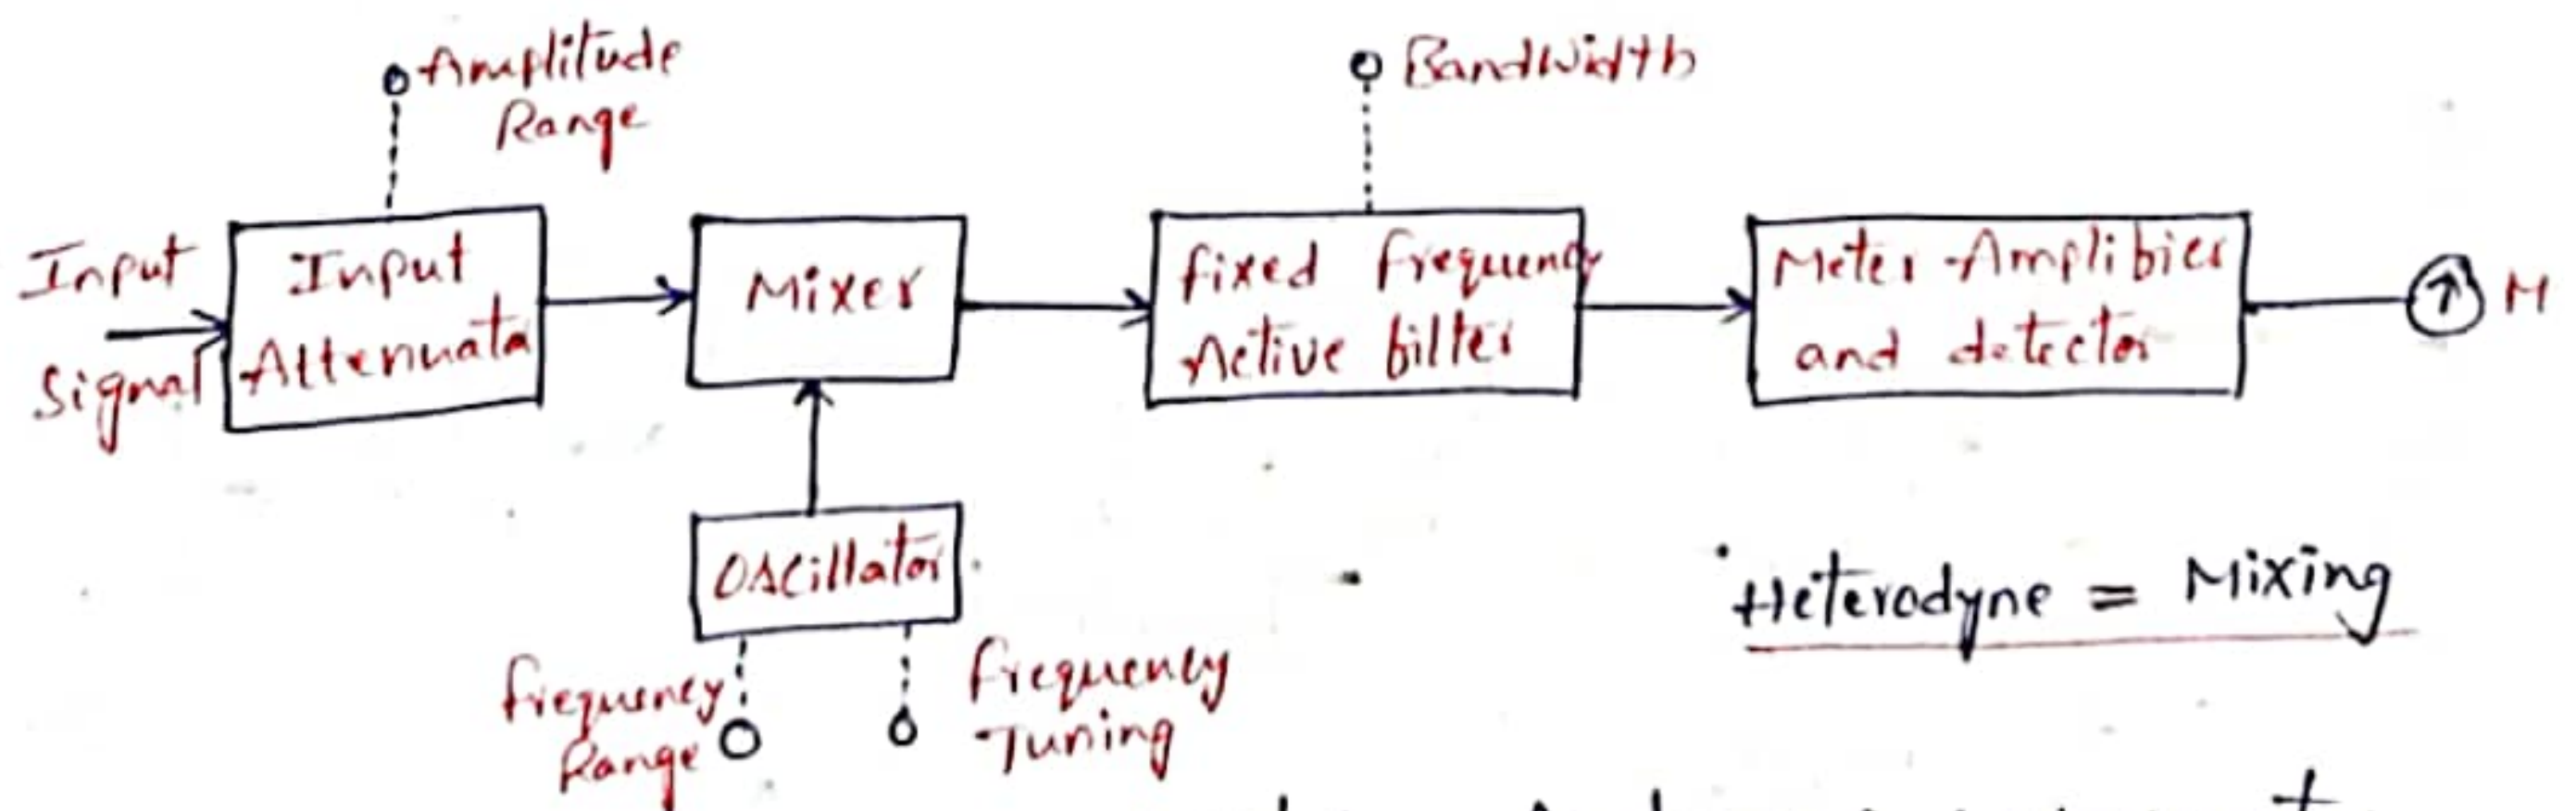 Amplitude
Range
Bandwidth
Input
Signal
Input
Attenuata
Mixer
fixed frequency
Active filter
Meter Amplifier
and detector
M
Oscillator
frequency
Range
frequency
Tuning
Heterodyne = Mixing